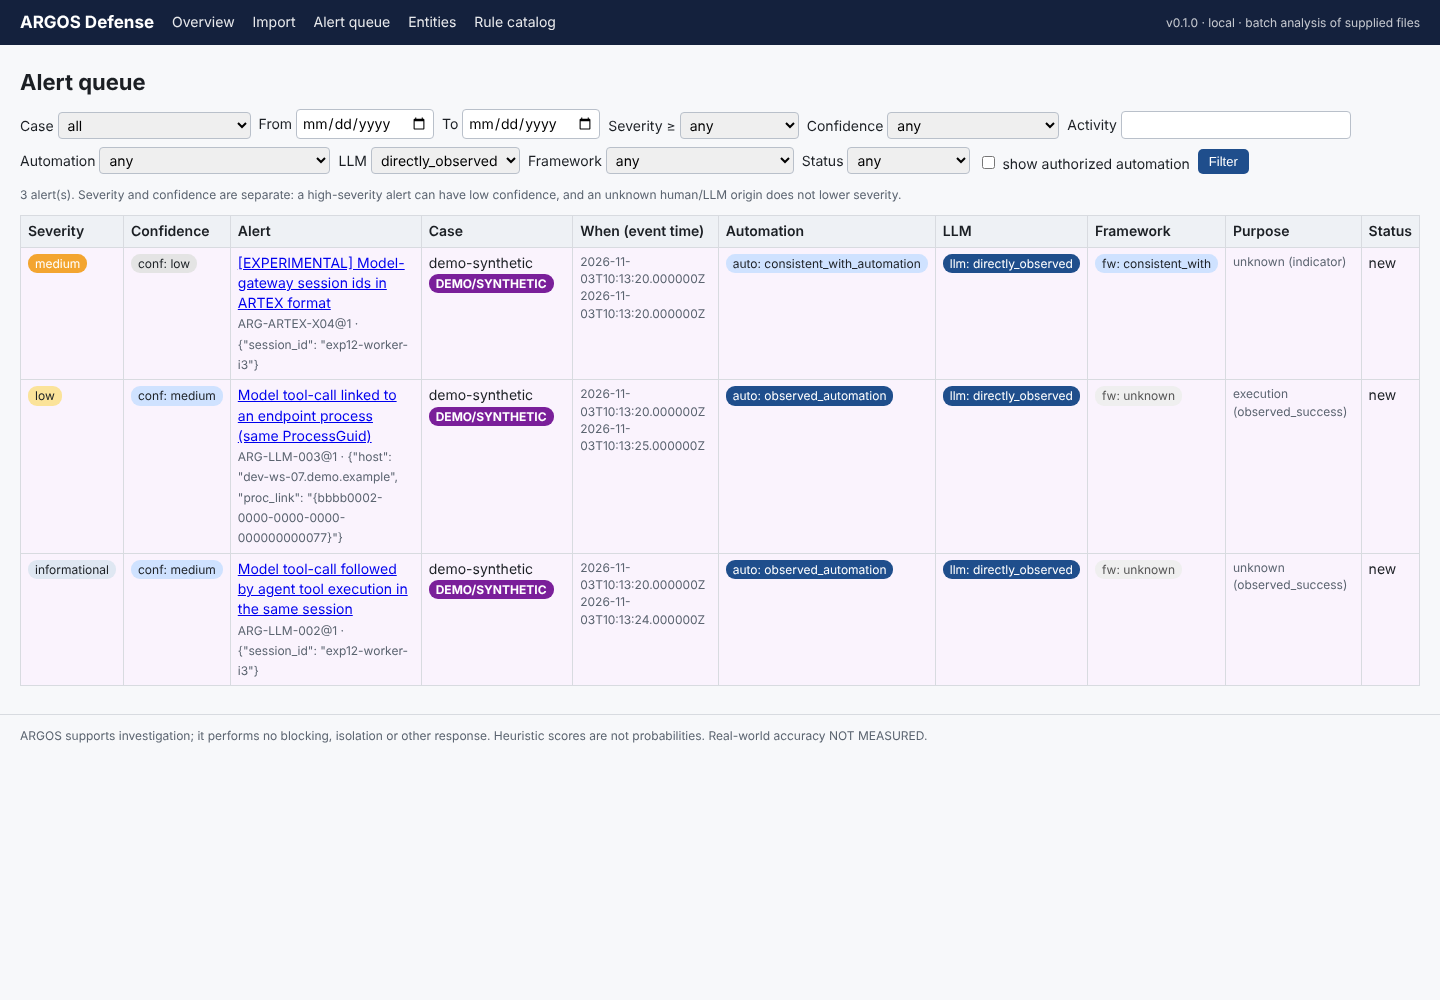 ARGOS Defense Overview Import Alert queue Entities Rule catalog v0.1.0 · local · batch analysis of supplied files
Alert queue
Case all From mm/dd/yyyy To mm/dd/yyyy Severity ≥ any Confidence any Activity
Automation any LLM directly_observed Framework any Status any show authorized automation Filter
3 alert(s). Severity and confidence are separate: a high-severity alert can have low confidence, and an unknown human/LLM origin does not lower severity.
Severity Confidence Alert Case When (event time) Automation LLM Framework Purpose Status
medium
conf: low
[EXPERIMENTAL] Model-
gateway session ids in
ARTEX format
ARG-ARTEX-X04@1 ·
{"session_id": "exp12-worker-
i3"}
demo-synthetic
DEMO/SYNTHETIC
2026-11-
03T10:13:20.000000Z
2026-11-
03T10:13:20.000000Z
auto: consistent_with_automation
llm: directly_observed
fw: consistent_with
unknown (indicator)
new
low
conf: medium
Model tool-call linked to
an endpoint process
(same ProcessGuid)
ARG-LLM-003@1 · {"host":
"dev-ws-07.demo.example",
"proc_link": "{bbbb0002-
0000-0000-0000-
000000000077}"}
demo-synthetic
DEMO/SYNTHETIC
2026-11-
03T10:13:20.000000Z
2026-11-
03T10:13:25.000000Z
auto: observed_automation
llm: directly_observed
fw: unknown
execution
(observed_success)
new
informational
conf: medium
Model tool-call followed
by agent tool execution in
the same session
ARG-LLM-002@1 ·
{"session_id": "exp12-worker-
i3"}
demo-synthetic
DEMO/SYNTHETIC
2026-11-
03T10:13:20.000000Z
2026-11-
03T10:13:24.000000Z
auto: observed_automation
llm: directly_observed
fw: unknown
unknown
(observed_success)
new
ARGOS supports investigation; it performs no blocking, isolation or other response. Heuristic scores are not probabilities. Real-world accuracy NOT MEASURED.